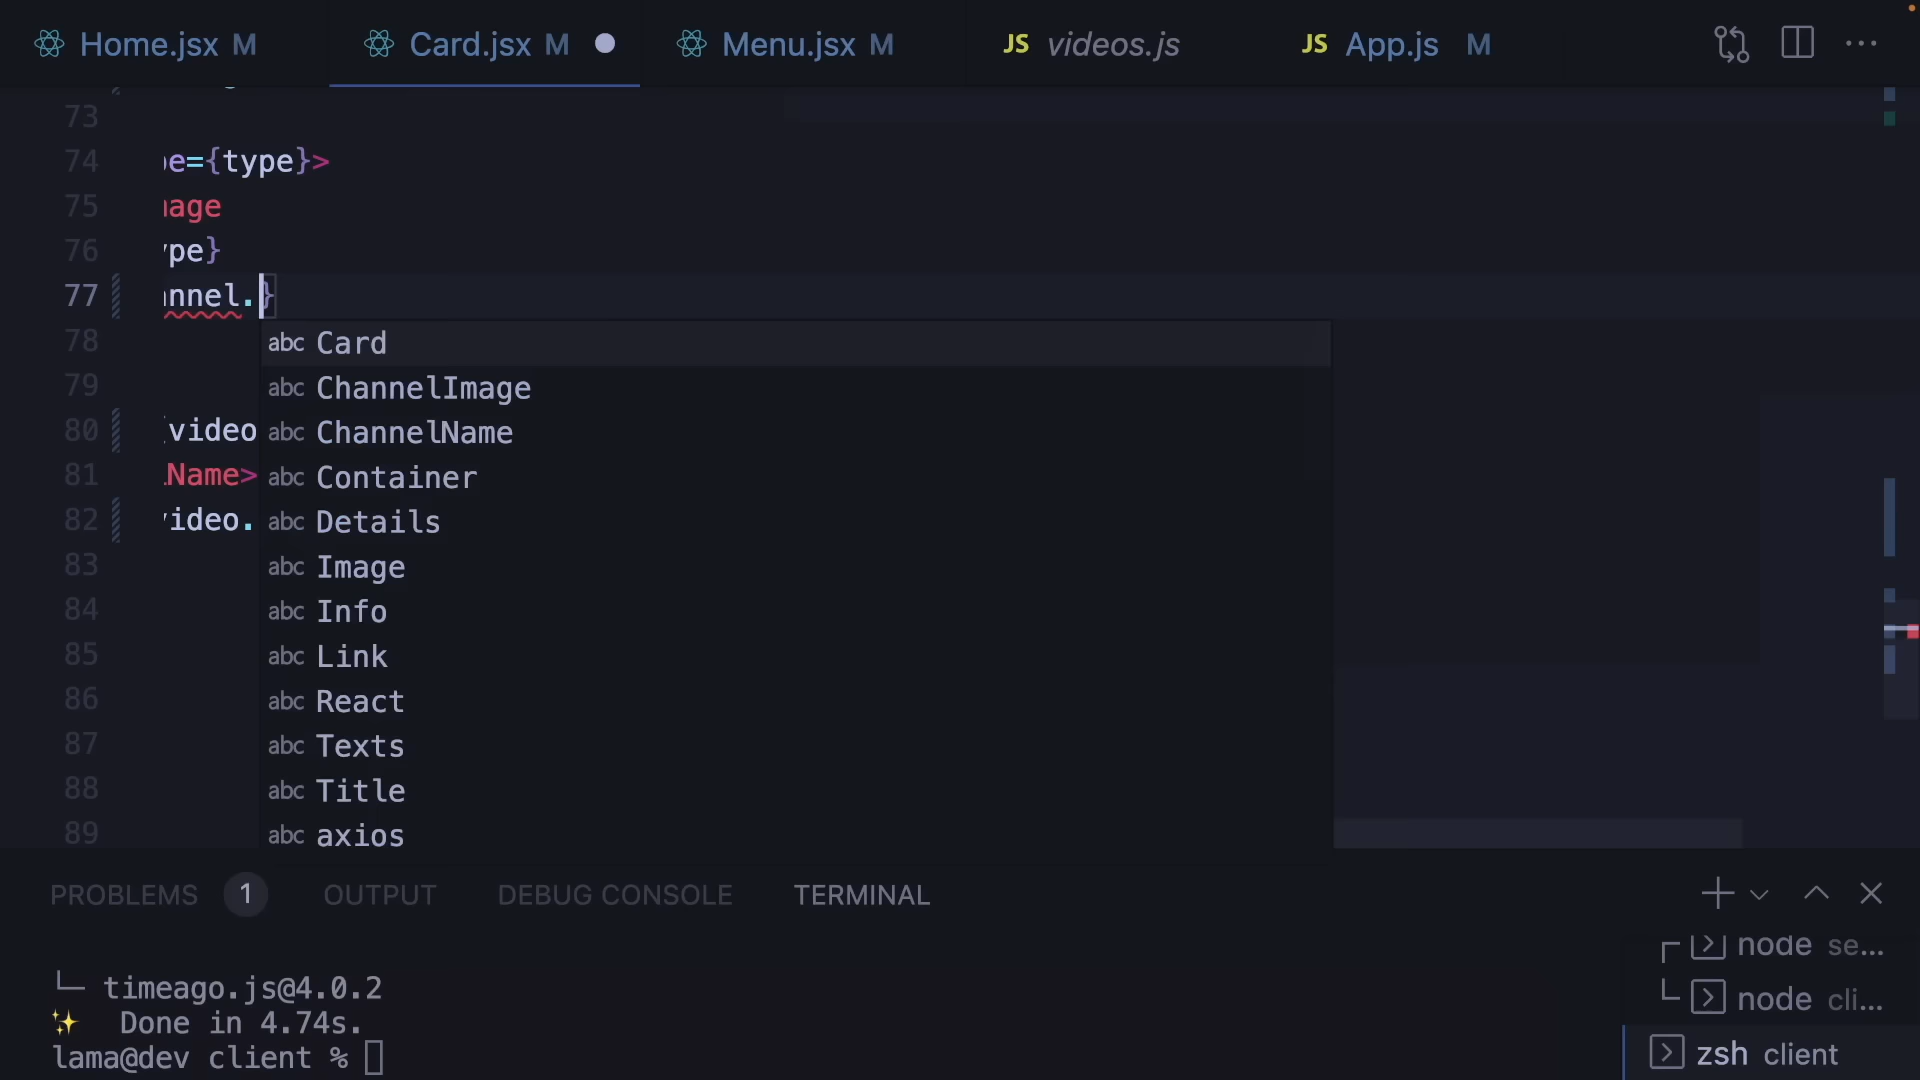 Home.jsx M
Card.jsx M
Menu.jsx M
JS videos.js
JS App.js M
73
74 e={type}>
75 age
76 ype}
77 nnel.}
78
79
80 {video
81 Name>
82 video.
83
84
85
86
87
88
89
abc Card
abc ChannelImage
abc ChannelName
abc Container
abc Details
abc Image
abc Info
abc Link
abc React
abc Texts
abc Title
abc axios
PROBLEMS 1 OUTPUT DEBUG CONSOLE TERMINAL
└─ timeago.js@4.0.2
✨ Done in 4.74s.
lama@dev client %
node se...
node cli...
zsh client